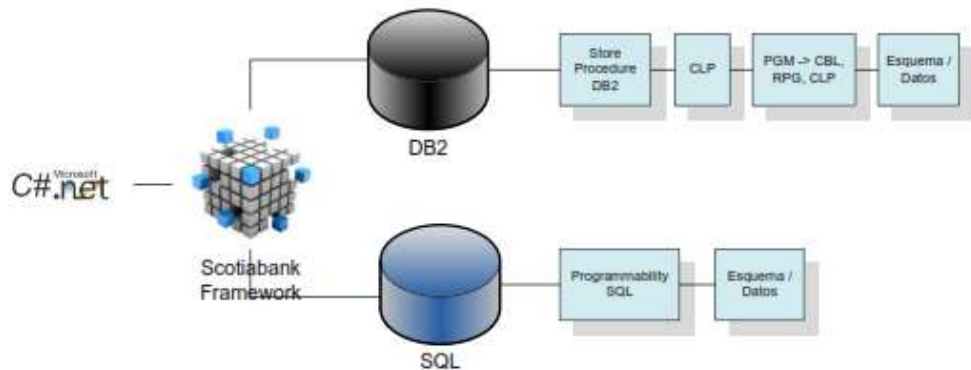 C#
Microsoft
.net
Scotiabank
Framework
DB2
Store
Procedure
DB2
CLP
PGM -> CBL,
RPG, CLP
Esquema /
Datos
SQL
Programmability
SQL
Esquema /
Datos